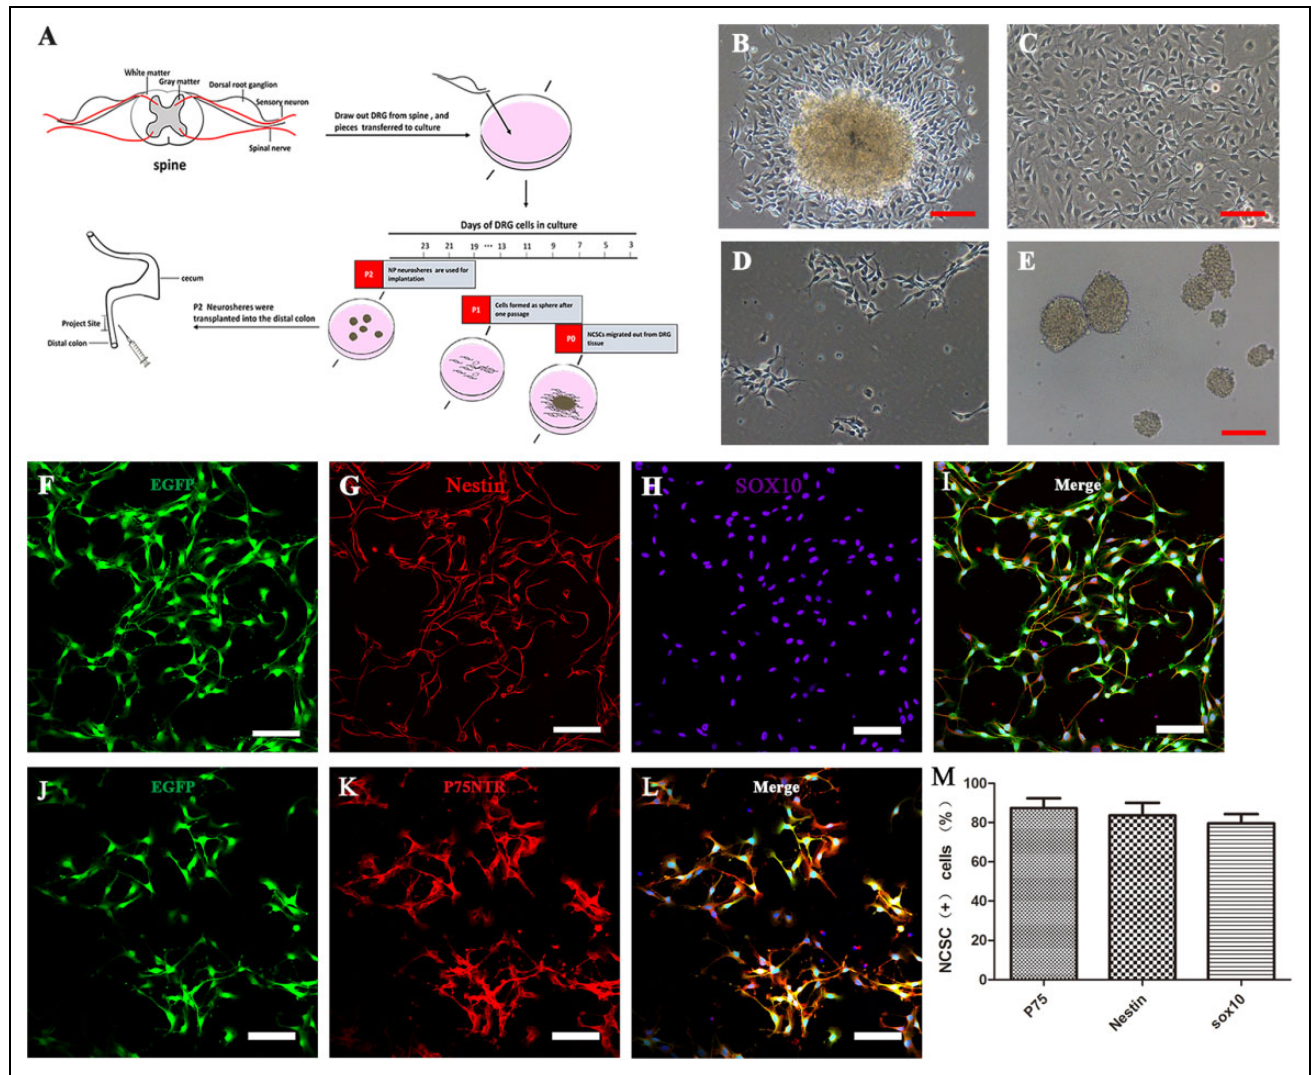 A
White matter
Gray matter
Dorsal root ganglion
Sensory neuron
Spinal nerve
spine
Draw out DRG from spine , and
pieces transferred to culture
Days of DRG cells in culture
23 21 19 ··· 13 11 9 7 5 3
P2
NP neurosheres are used for
implantation
P1
Cells formed as sphere after
one passage
P0
NCSCs migrated out from DRG
tissue
P2 Neurosheres were
transplanted into the distal colon
cecum
Project Site
Distal colon
B
C
D
E
F
EGFP
G
Nestin
H
SOX10
I
Merge
J
EGFP
K
P75NTR
L
Merge
M
NCSC (+) cells (%)
100
80
60
40
20
0
P75
Nestin
sox10